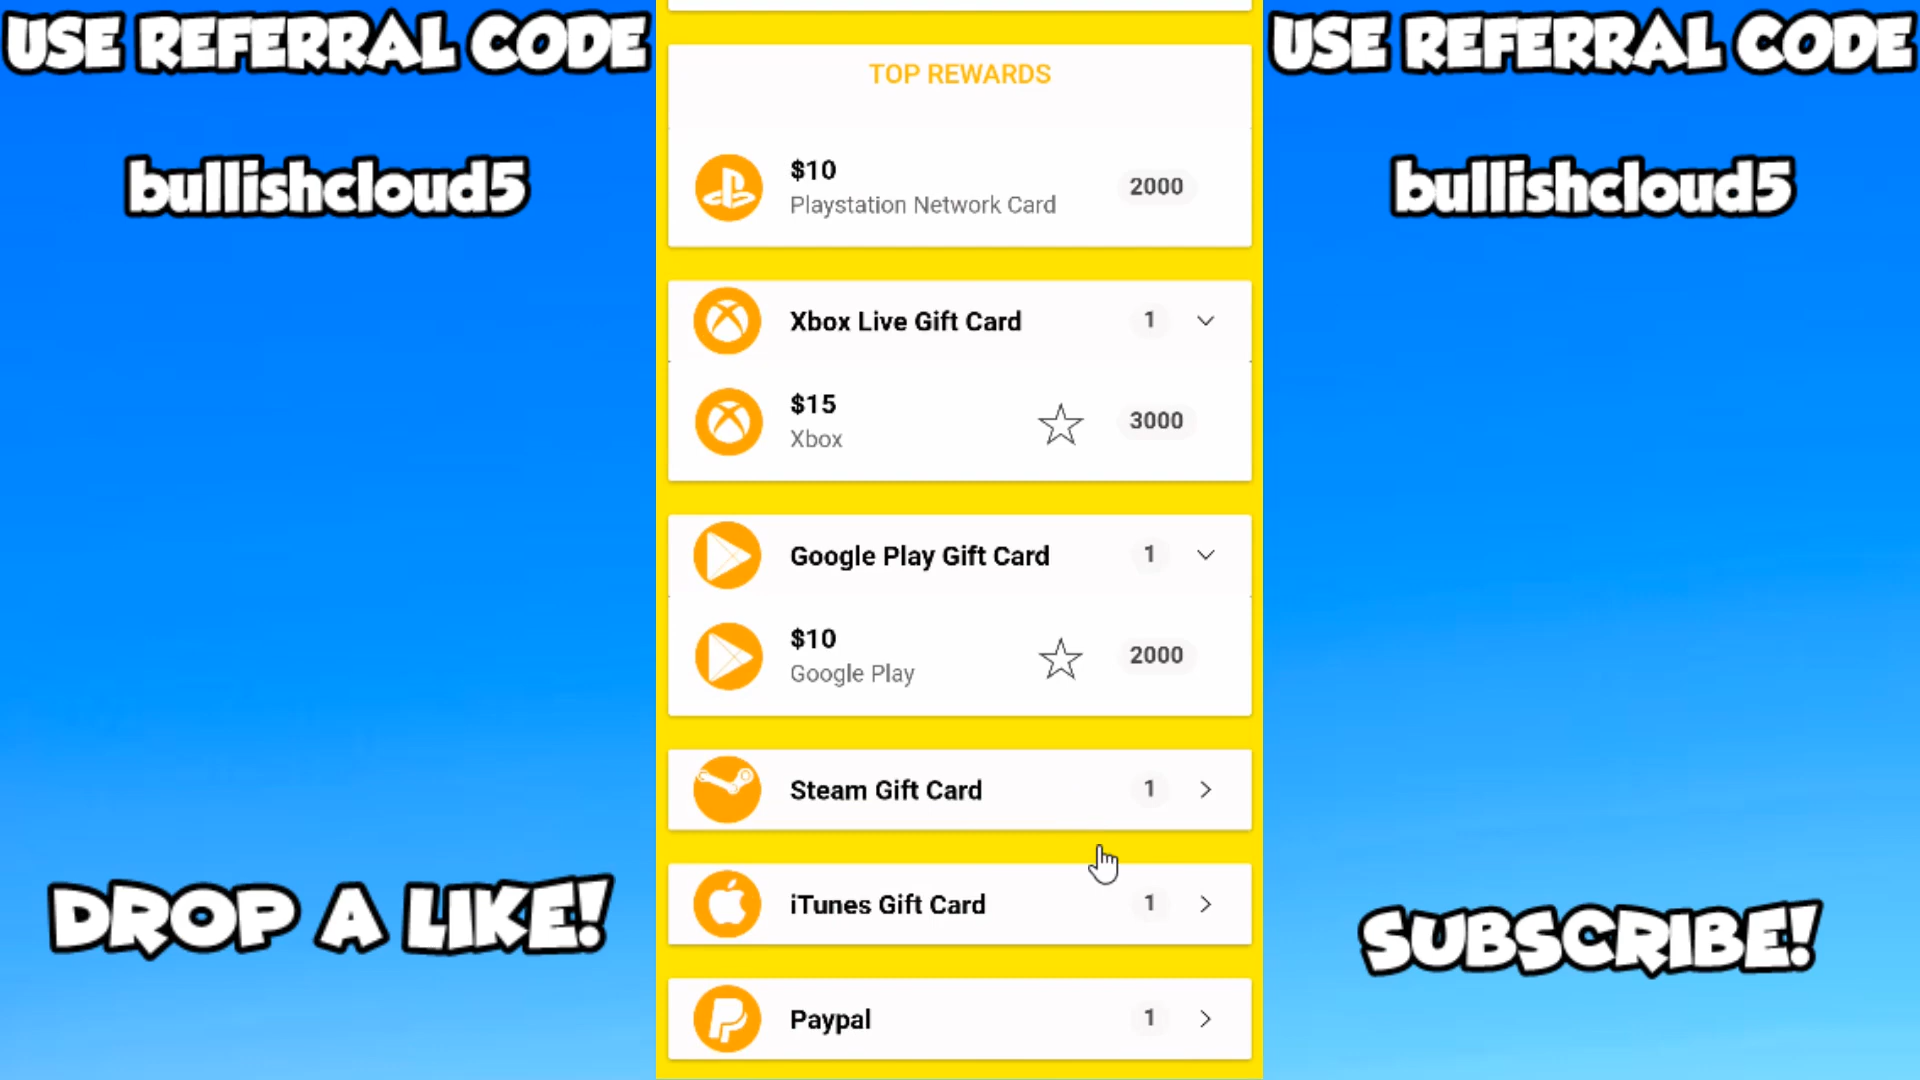 USE REFERRAL CODE
bullishcloud5
DROP A LIKE!
TOP REWARDS
$10
Playstation Network Card
2000
Xbox Live Gift Card
1
$15
Xbox
3000
Google Play Gift Card
1
$10
Google Play
2000
Steam Gift Card
1
iTunes Gift Card
1
Paypal
1
USE REFERRAL CODE
bullishcloud5
SUBSCRIBE!